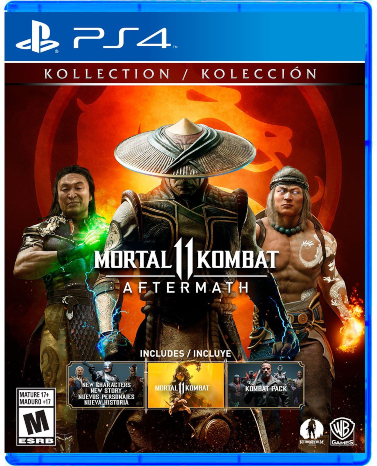 PS4
KOLLECTION / KOLECCIÓN
MORTAL 11 KOMBAT
AFTERMATH
INCLUDES / INCLUYE
NEW CHARACTERS
NEW STORY
NUEVOS PERSONAJES
NUEVA HISTORIA
MORTAL 11 KOMBAT
KOMBAT PACK
MATURE 17+
MADURO +17
M
ESRB
WB
GAMES